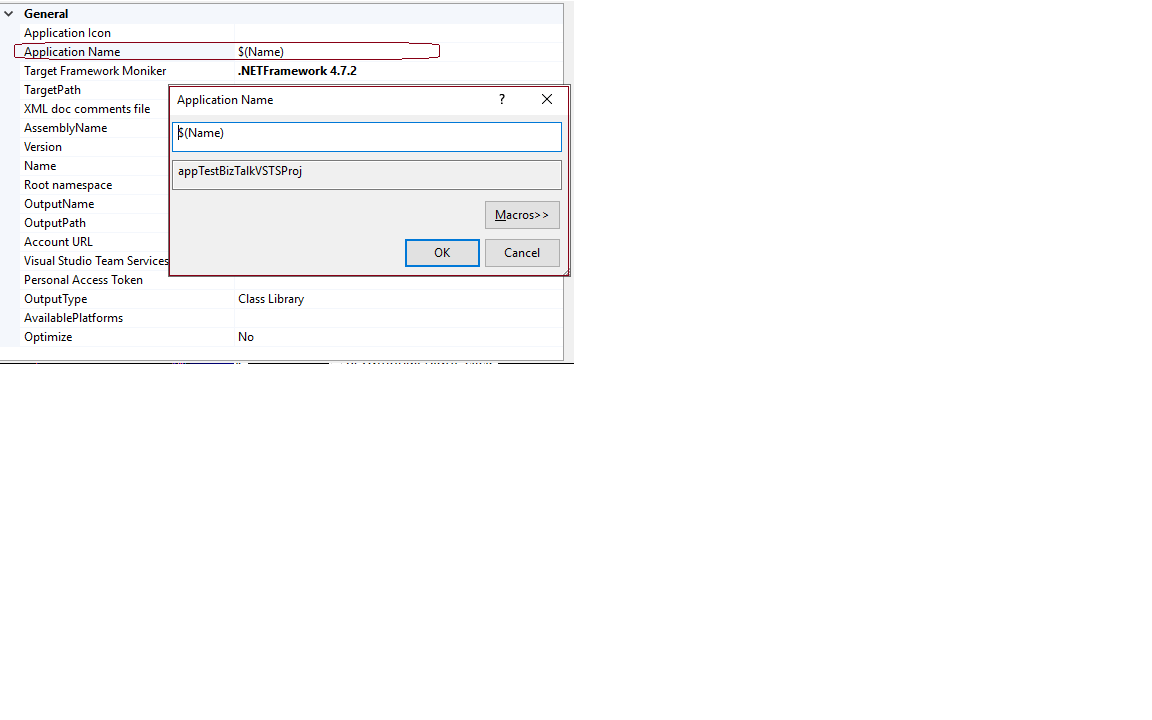 General
Application Icon
Application Name $(Name)
Target Framework Moniker .NETFramework 4.7.2
TargetPath
XML doc comments file
AssemblyName
Version
Name
Root namespace
OutputName
OutputPath
Account URL
Visual Studio Team Services
Personal Access Token
OutputType Class Library
AvailablePlatforms
Optimize No
Application Name ?
$(Name)
appTestBizTalkVSTSProj
Macros>>
OK Cancel